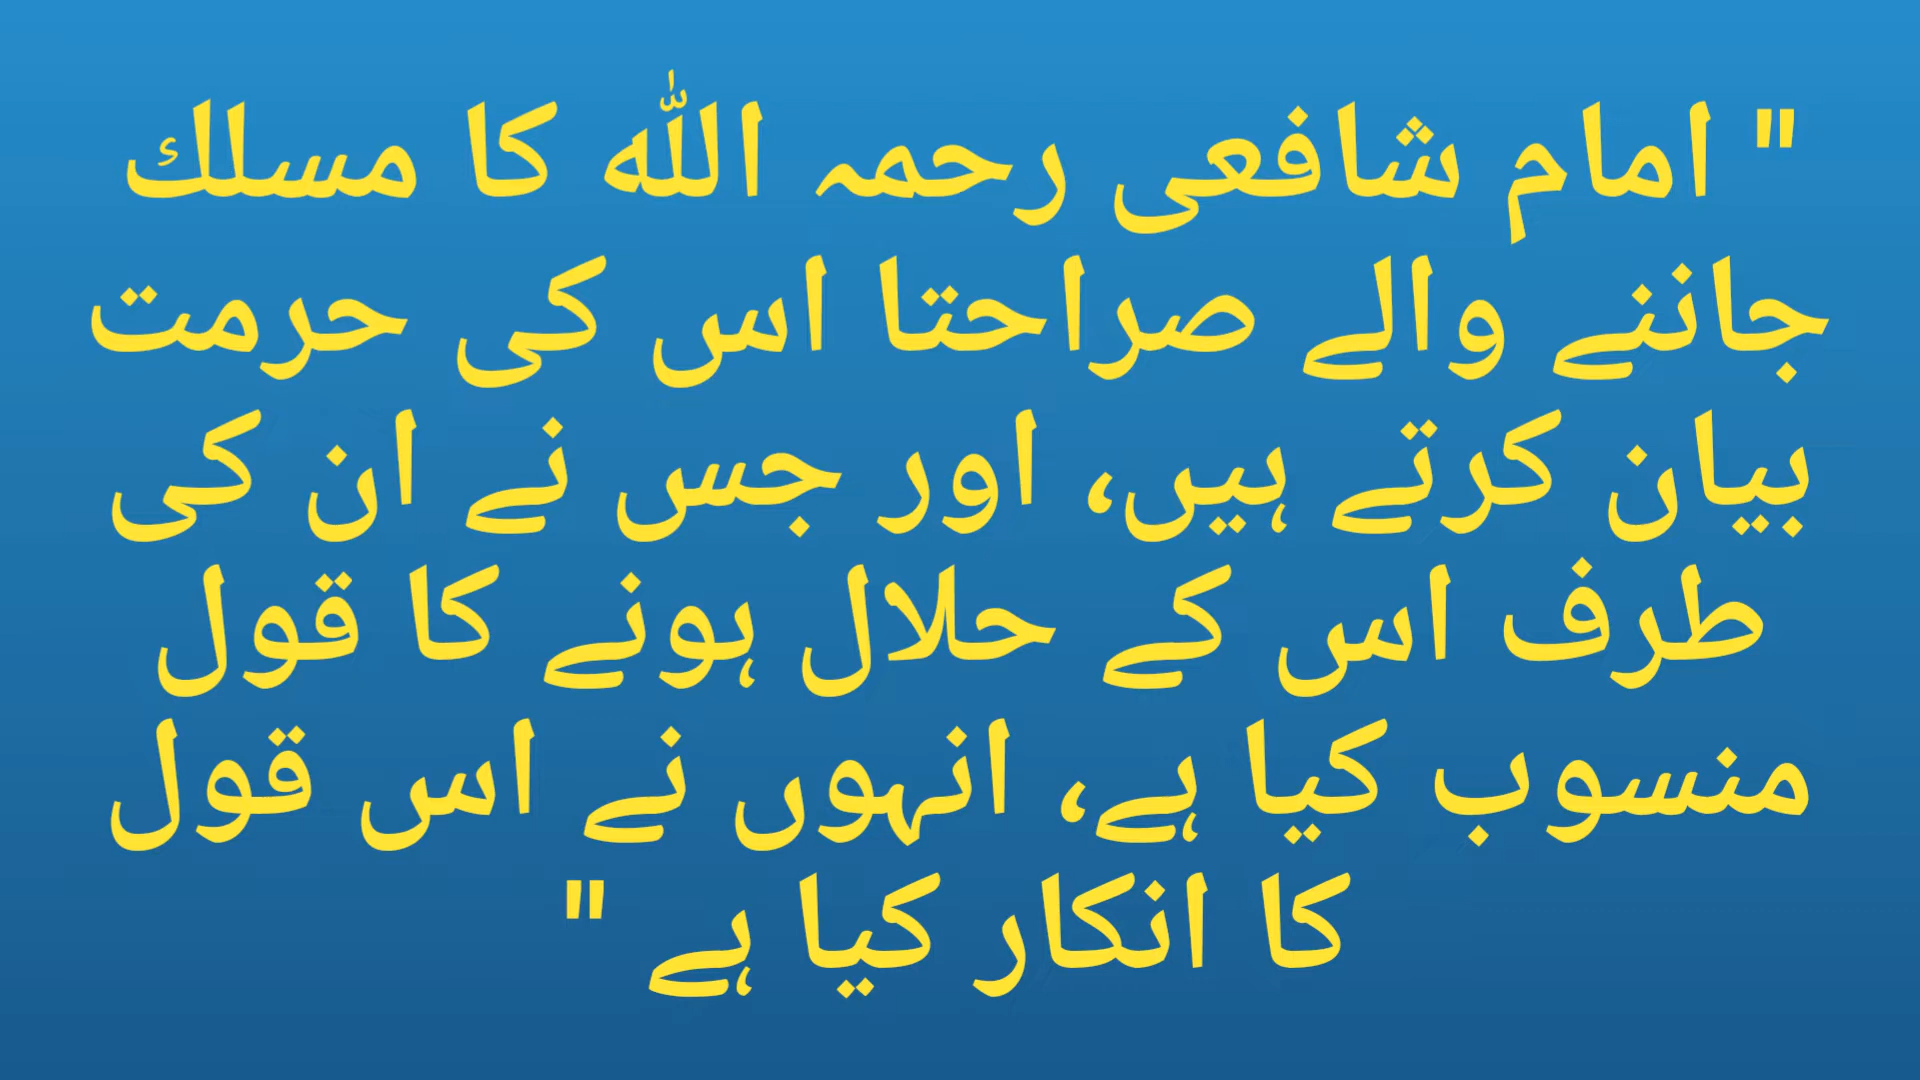 " امام شافعی رحمہ اللہ کا مسلك
جاننے والے صراحتا اس کی حرمت
بیان کرتے ہیں، اور جس نے ان کی
طرف اس کے حلال ہونے کا قول
منسوب کیا ہے، انہوں نے اس قول
کا انکار کیا ہے "